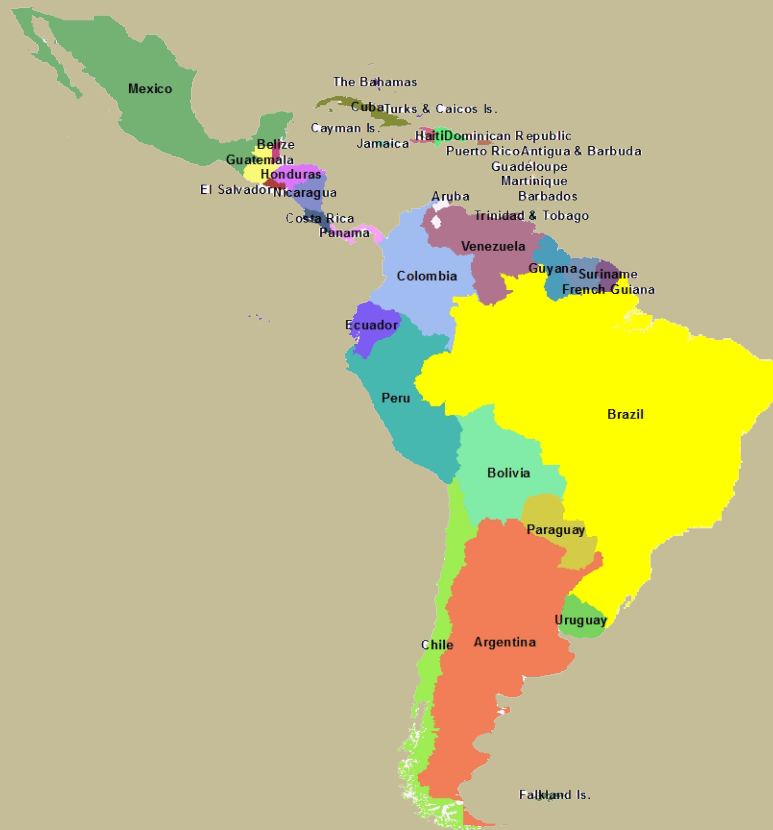 The Bahamas
Mexico
Cuba
Turks & Caicos Is.
Cayman Is.
Haiti
Dominican Republic
Jamaica
Belize
Puerto Rico
Antigua & Barbuda
Guatemala
Guadeloupe
Honduras
Martinique
El Salvador
Nicaragua
Aruba
Barbados
Costa Rica
Trinidad & Tobago
Panama
Venezuela
Guyana
Colombia
Suriname
French Guiana
Ecuador
Peru
Brazil
Bolivia
Paraguay
Uruguay
Chile
Argentina
Falkland Is.